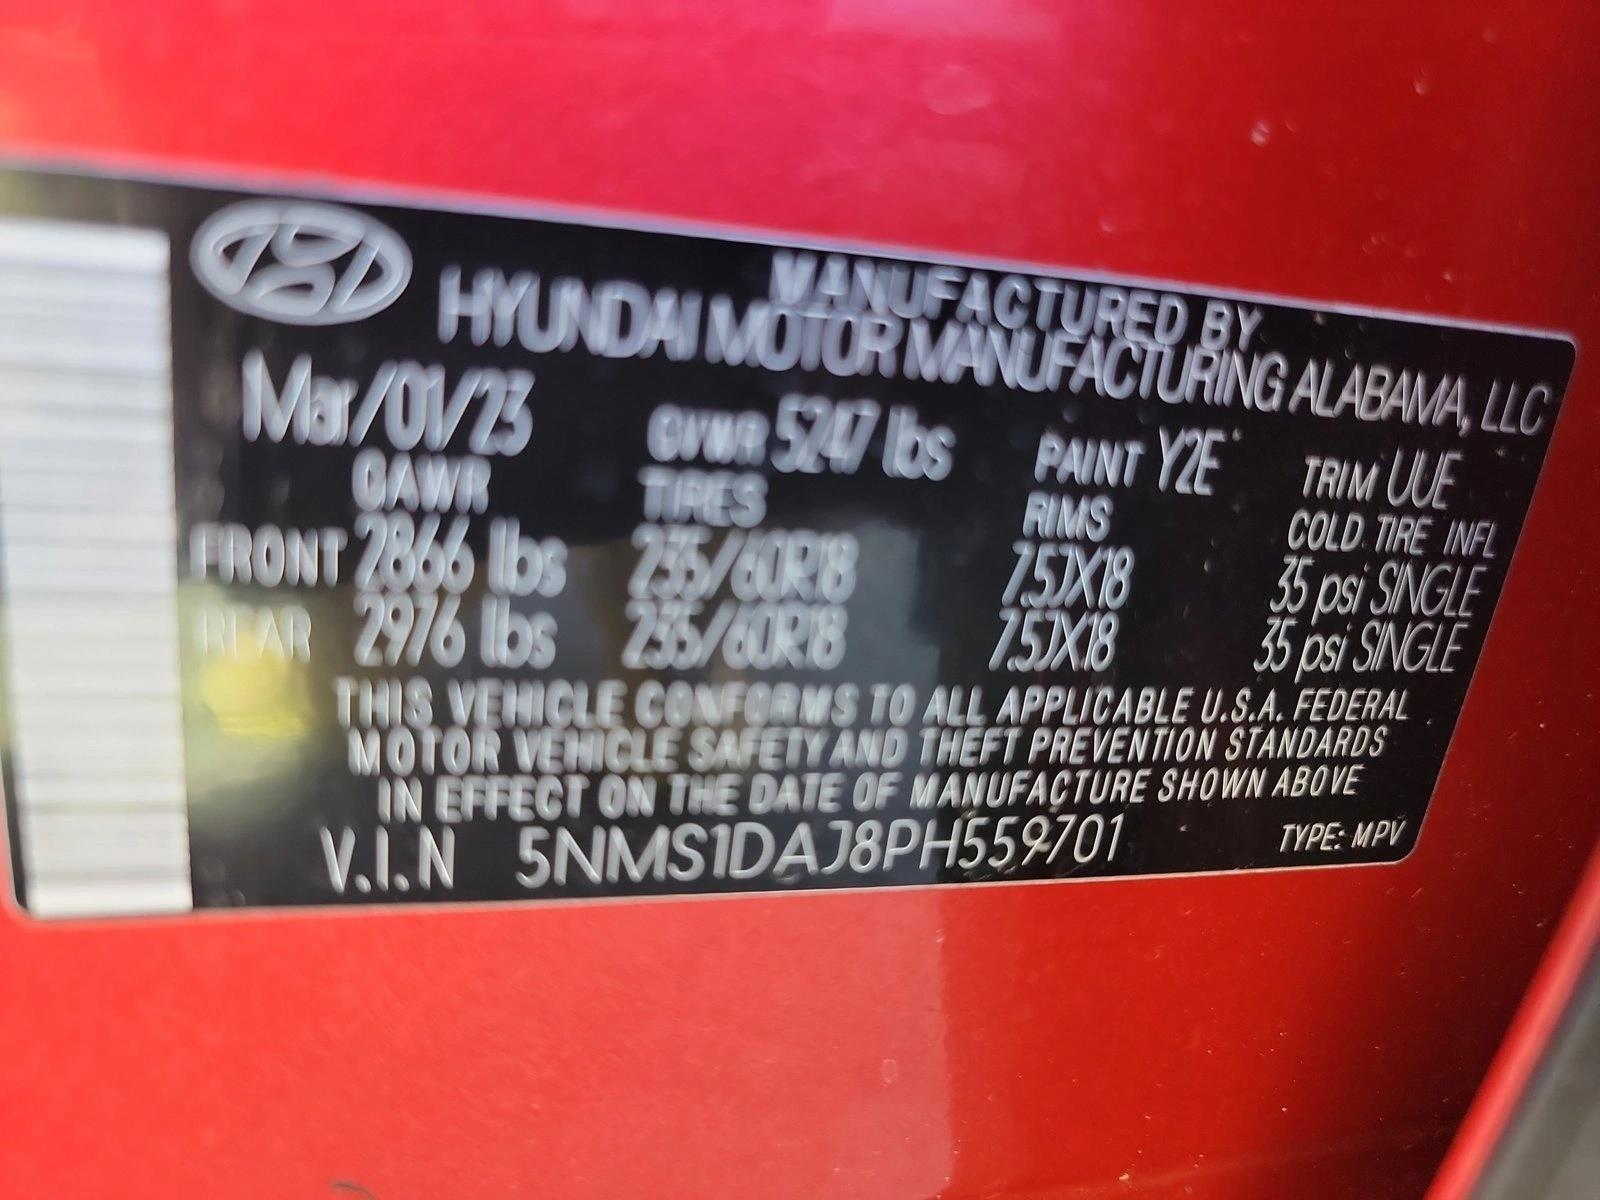 MANUFACTURED BY
HYUNDAI MOTOR MANUFACTURING ALABAMA, LLC
Mar/01/23 GVWR 5247 lbs PAINT Y2E TRIM UUE
GAWR TIRES RIMS COLD TIRE INFL
FRONT 2866 lbs 235/60R18 7.5JX18 35 psi SINGLE
REAR 2976 lbs 235/60R18 7.5JX18 35 psi SINGLE
THIS VEHICLE CONFORMS TO ALL APPLICABLE U.S.A. FEDERAL
MOTOR VEHICLE SAFETY AND THEFT PREVENTION STANDARDS
IN EFFECT ON THE DATE OF MANUFACTURE SHOWN ABOVE
V.I.N 5NMS1DAJ8PH559701 TYPE: MPV